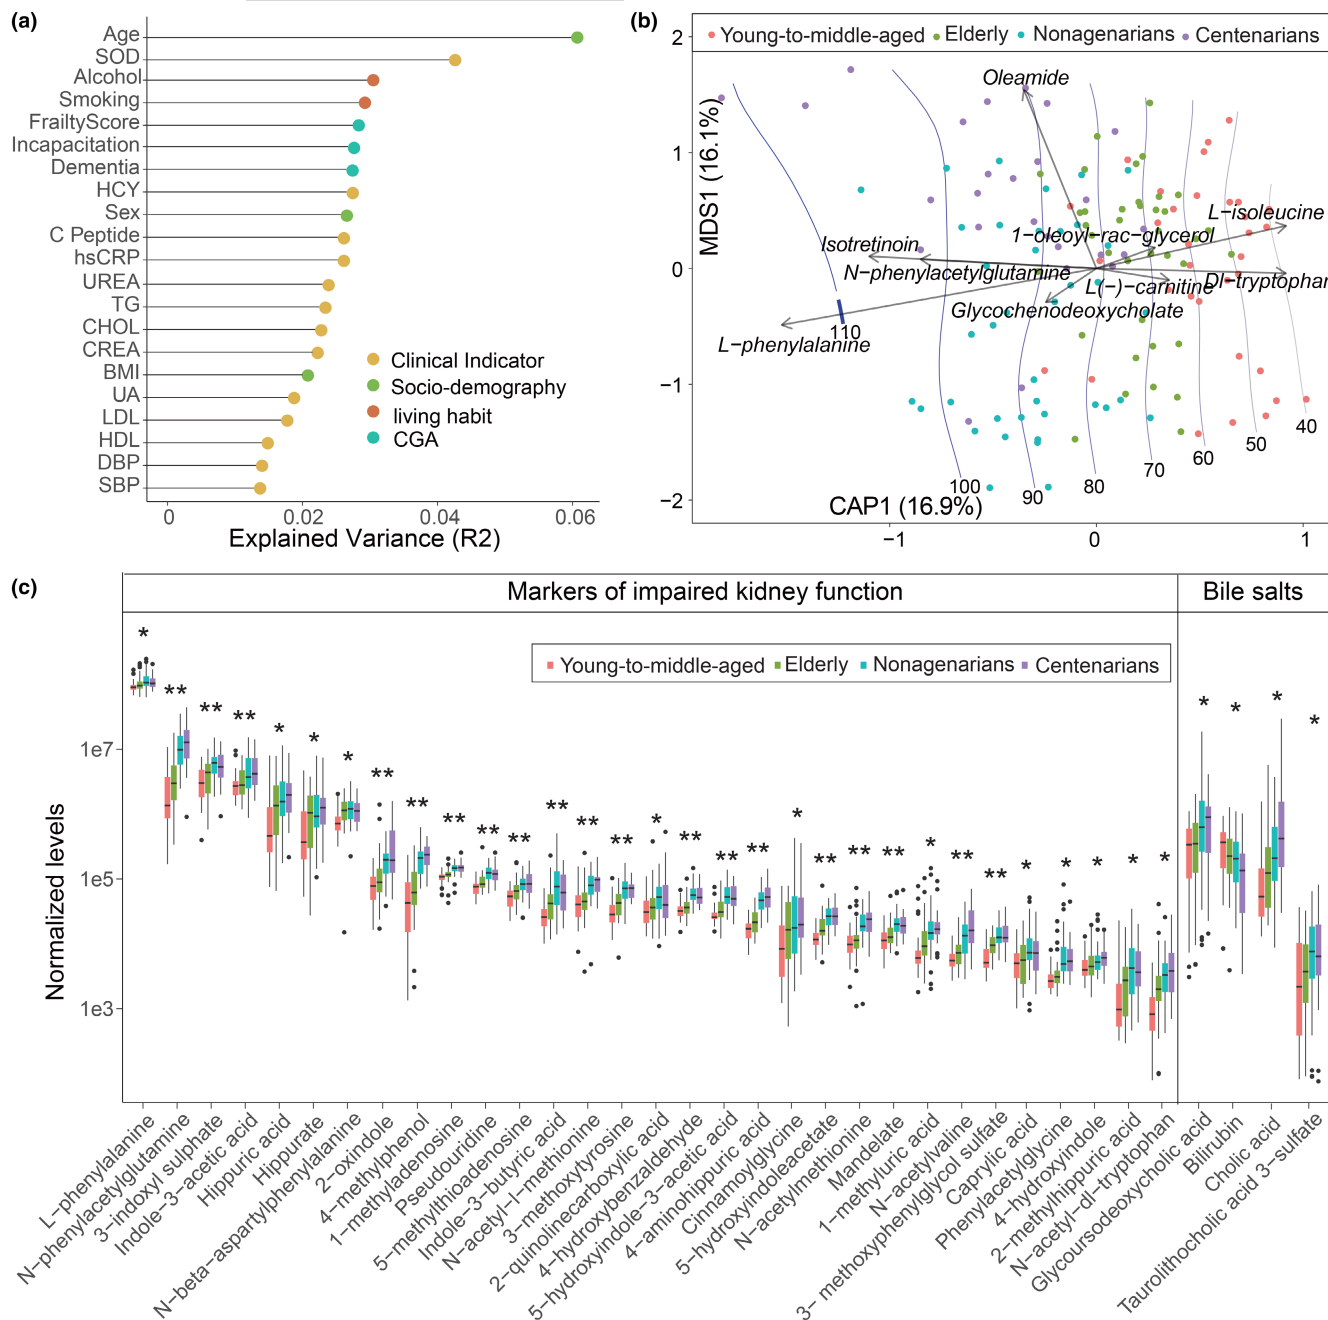 (a)
Age
SOD
Alcohol
Smoking
FrailtyScore
Incapacitation
Dementia
HCY
Sex
C Peptide
hsCRP
UREA
TG
CHOL
CREA
BMI
UA
LDL
HDL
DBP
SBP
Clinical Indicator
Socio-demography
living habit
CGA
0 0.02 0.04 0.06
Explained Variance (R2)
(b)
Young-to-middle-aged Elderly Nonagenarians Centenarians
MDS1 (16.1%)
2
1
0
−1
−2
Oleamide
L−isoleucine
1−oleoyl−rac−glycerol
Isotretinoin
N−phenylacetylglutamine
L(−)−carnitine
Dl−tryptophan
Glycochenodeoxycholate
L−phenylalanine
110
100
90
80
70
60
50
40
CAP1 (16.9%)
−1 0 1
(c)
Markers of impaired kidney function
Bile salts
Young-to-middle-aged Elderly Nonagenarians Centenarians
Normalized levels
1e7
1e5
1e3
* ** ** ** * * * ** ** ** ** ** ** ** ** * ** ** ** * ** ** ** * ** ** * * * * * * * * *
L−phenylalanine
N−phenylacetylglutamine
3−indoxyl sulphate
Indole−3−acetic acid
Hippuric acid
Hippurate
N−beta−aspartylphenylalanine
2−oxindole
4−methylphenol
1−methyladenosine
Pseudouridine
5−methylthioadenosine
Indole−3−butyric acid
N−acetyl−l−methionine
3−methoxytyrosine
2−quinolinecarboxylic acid
4−hydroxybenzaldehyde
5−hydroxyindole−3−acetic acid
4−aminohippuric acid
Cinnamoylglycine
5−hydroxyindoleacetate
N−acetylmethionine
Mandelate
1−methyluric acid
N−acetylvaline
3− methoxyphenylglycol sulfate
Caprylic acid
Phenylacetylglycine
4−hydroxindole
2−methylhippuric acid
N−acetyl−dl−tryptophan
Glycoursodeoxycholic acid
Bilirubin
Cholic acid
Taurolithocholic acid 3−sulfate